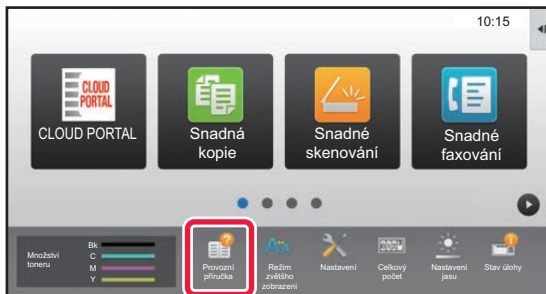 10:15
CLOUD
PORTAL
CLOUD PORTAL
Snadná
kopie
Snadné
skenování
Snadné
faxování
Množství
toneru
Bk
C
M
Y
Provozní
příručka
Režim
zvětšího
zobrazení
Nastavení
Celkový
počet
Nastavení
jasu
Stav úlohy